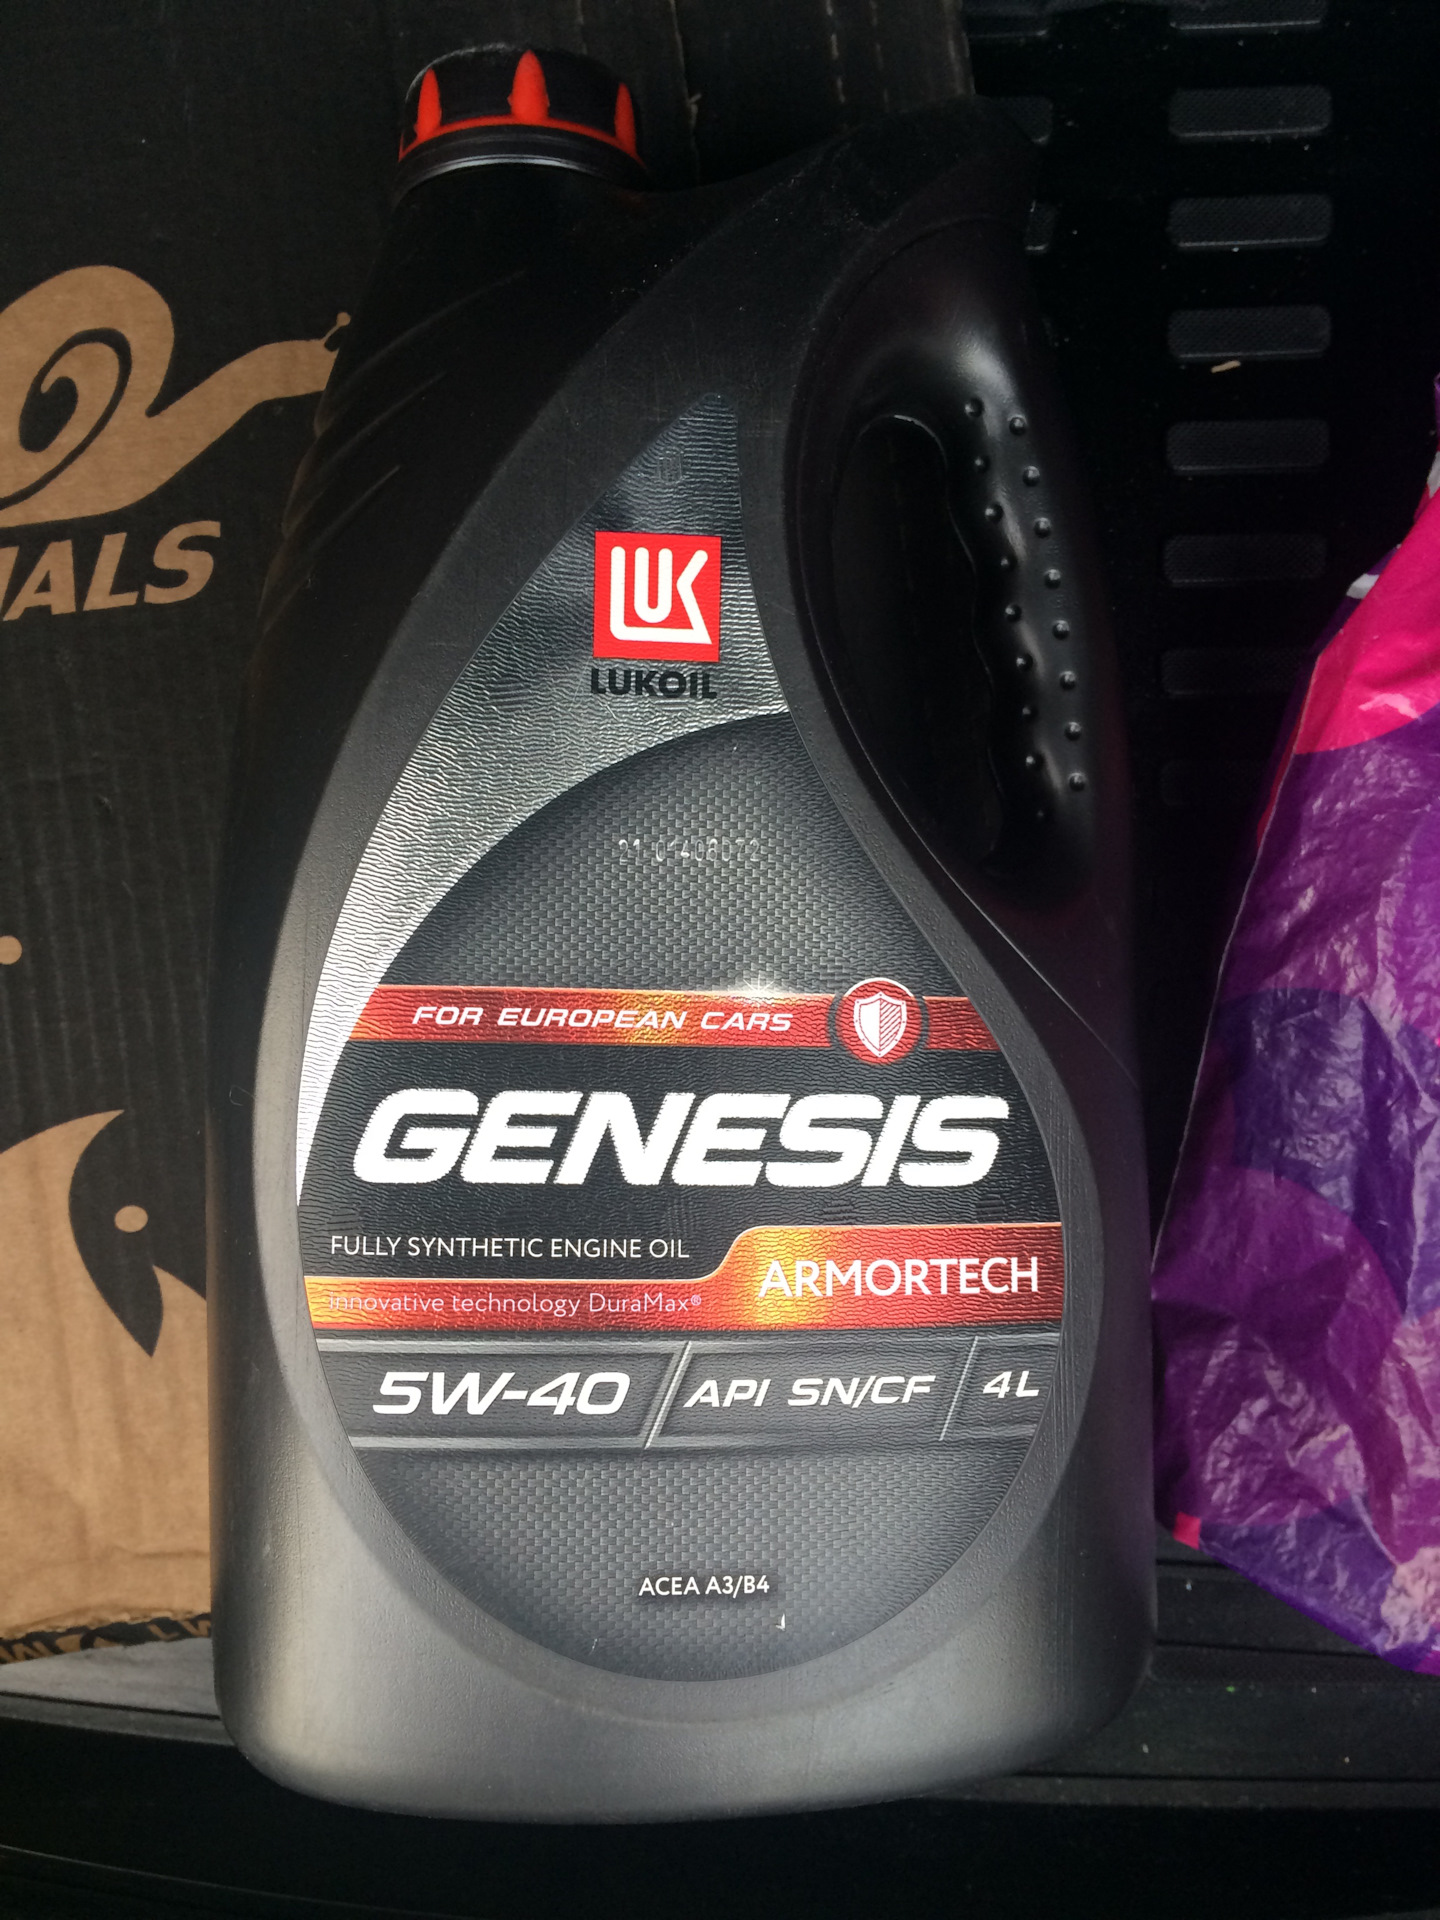 LUK
LUKOIL
FOR EUROPEAN CARS
GENESIS
FULLY SYNTHETIC ENGINE OIL
ARMORTECH
innovative technology DuraMax®
5W-40
API SN/CF
4L
ACEA A3/B4